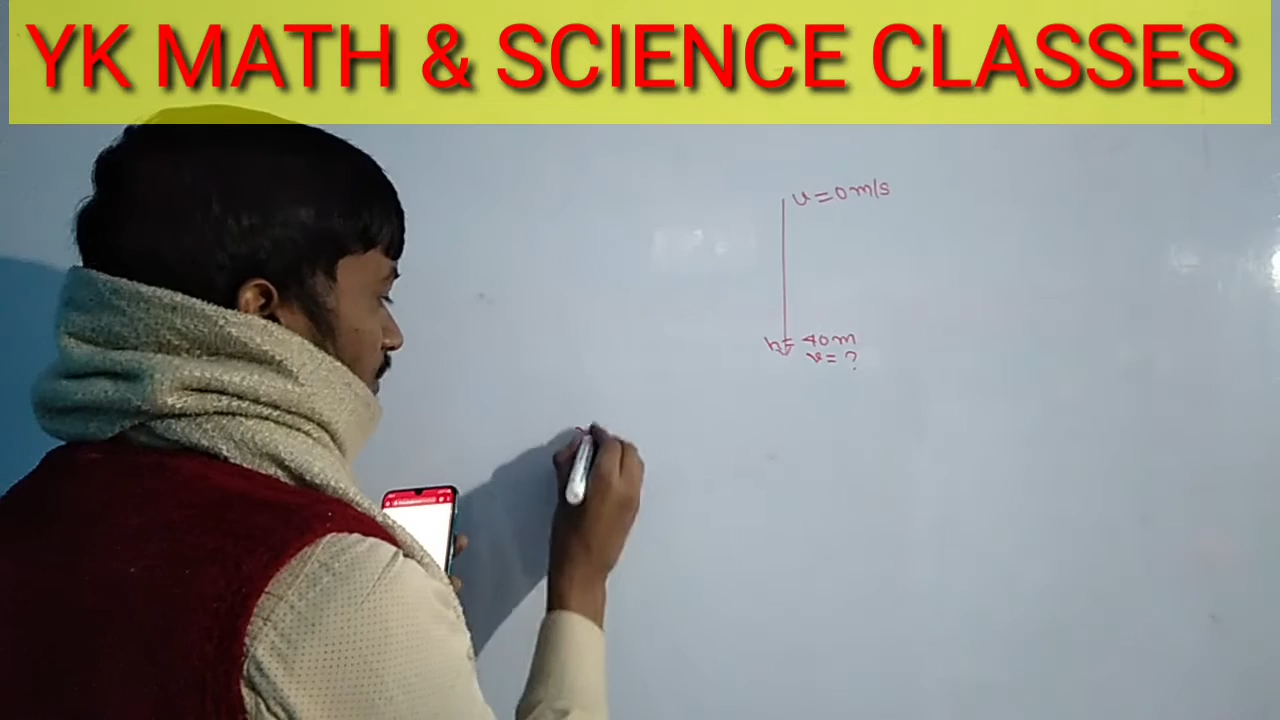 YK MATH & SCIENCE CLASSES
u = 0 m/s
h = 40 m
v = ?